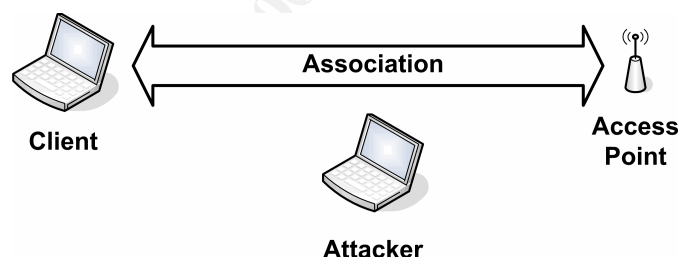 Association
Client
Access
Point
Attacker